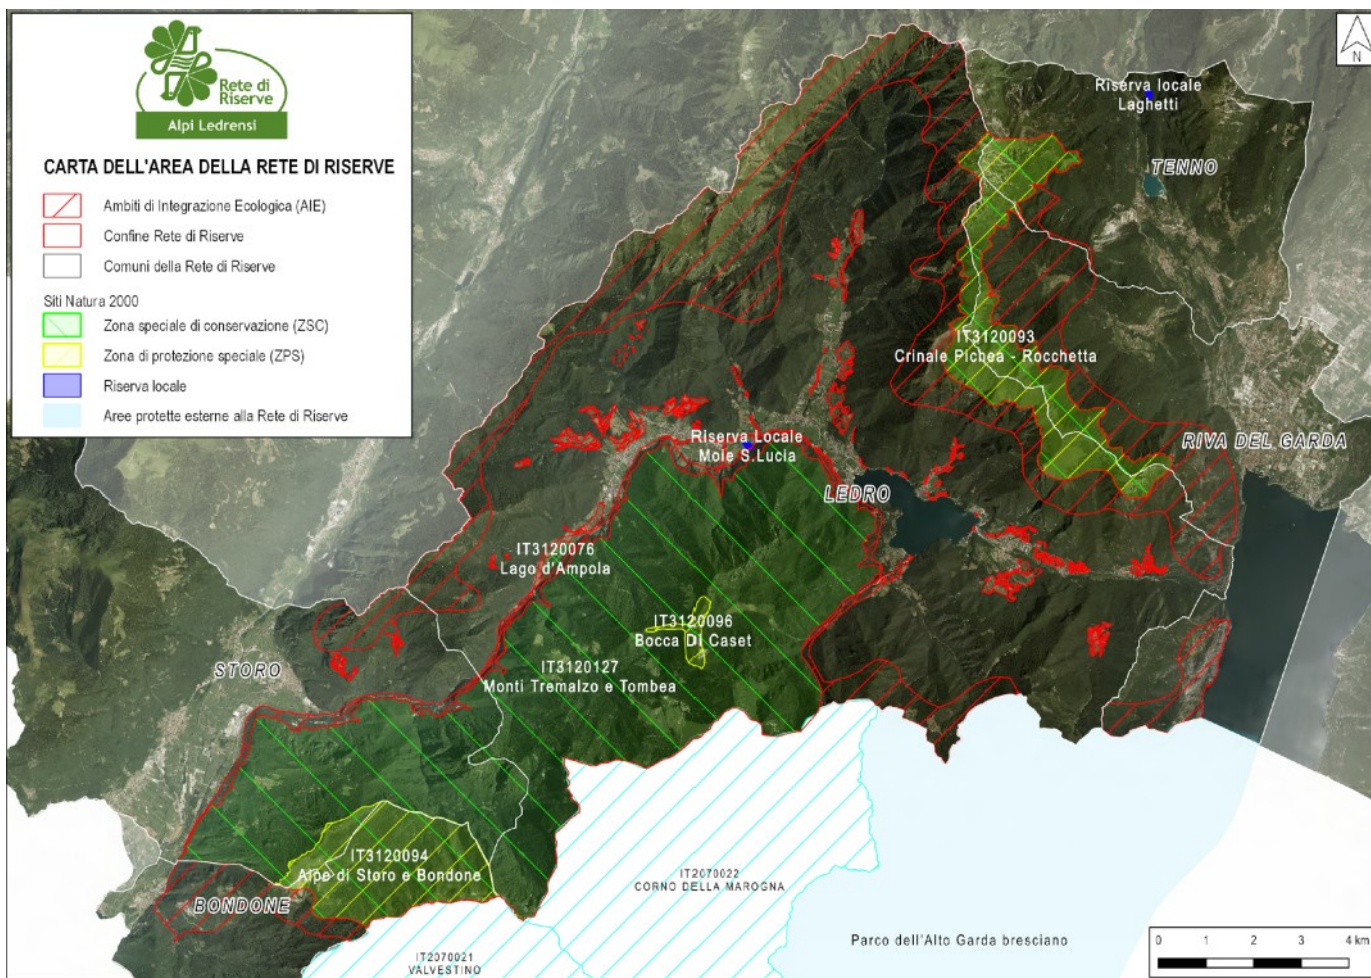 Rete di
Riserve
Alpi Ledrensi
CARTA DELL'AREA DELLA RETE DI RISERVE
Ambiti di Integrazione Ecologica (AIE)
Confine Rete di Riserve
Comuni della Rete di Riserve
Siti Natura 2000
Zona speciale di conservazione (ZSC)
Zona di protezione speciale (ZPS)
Riserva locale
Aree protette esterne alla Rete di Riserve
N
Riserva locale
Laghetti
TENNO
IT3120093
Crinale Pichea - Rocchetta
RIVA DEL GARDA
Riserva Locale
Moie S.Lucia
LEDRO
IT3120076
Lago d'Ampola
IT3120096
Bocca Di Caset
STORO
IT3120127
Monti Tremalzo e Tombea
IT3120094
Alpe di Storo e Bondone
BONDONE
IT2070022
CORNO DELLA MAROGNA
Parco dell'Alto Garda bresciano
IT2070021
VALVESTINO
0 1 2 3 4 km